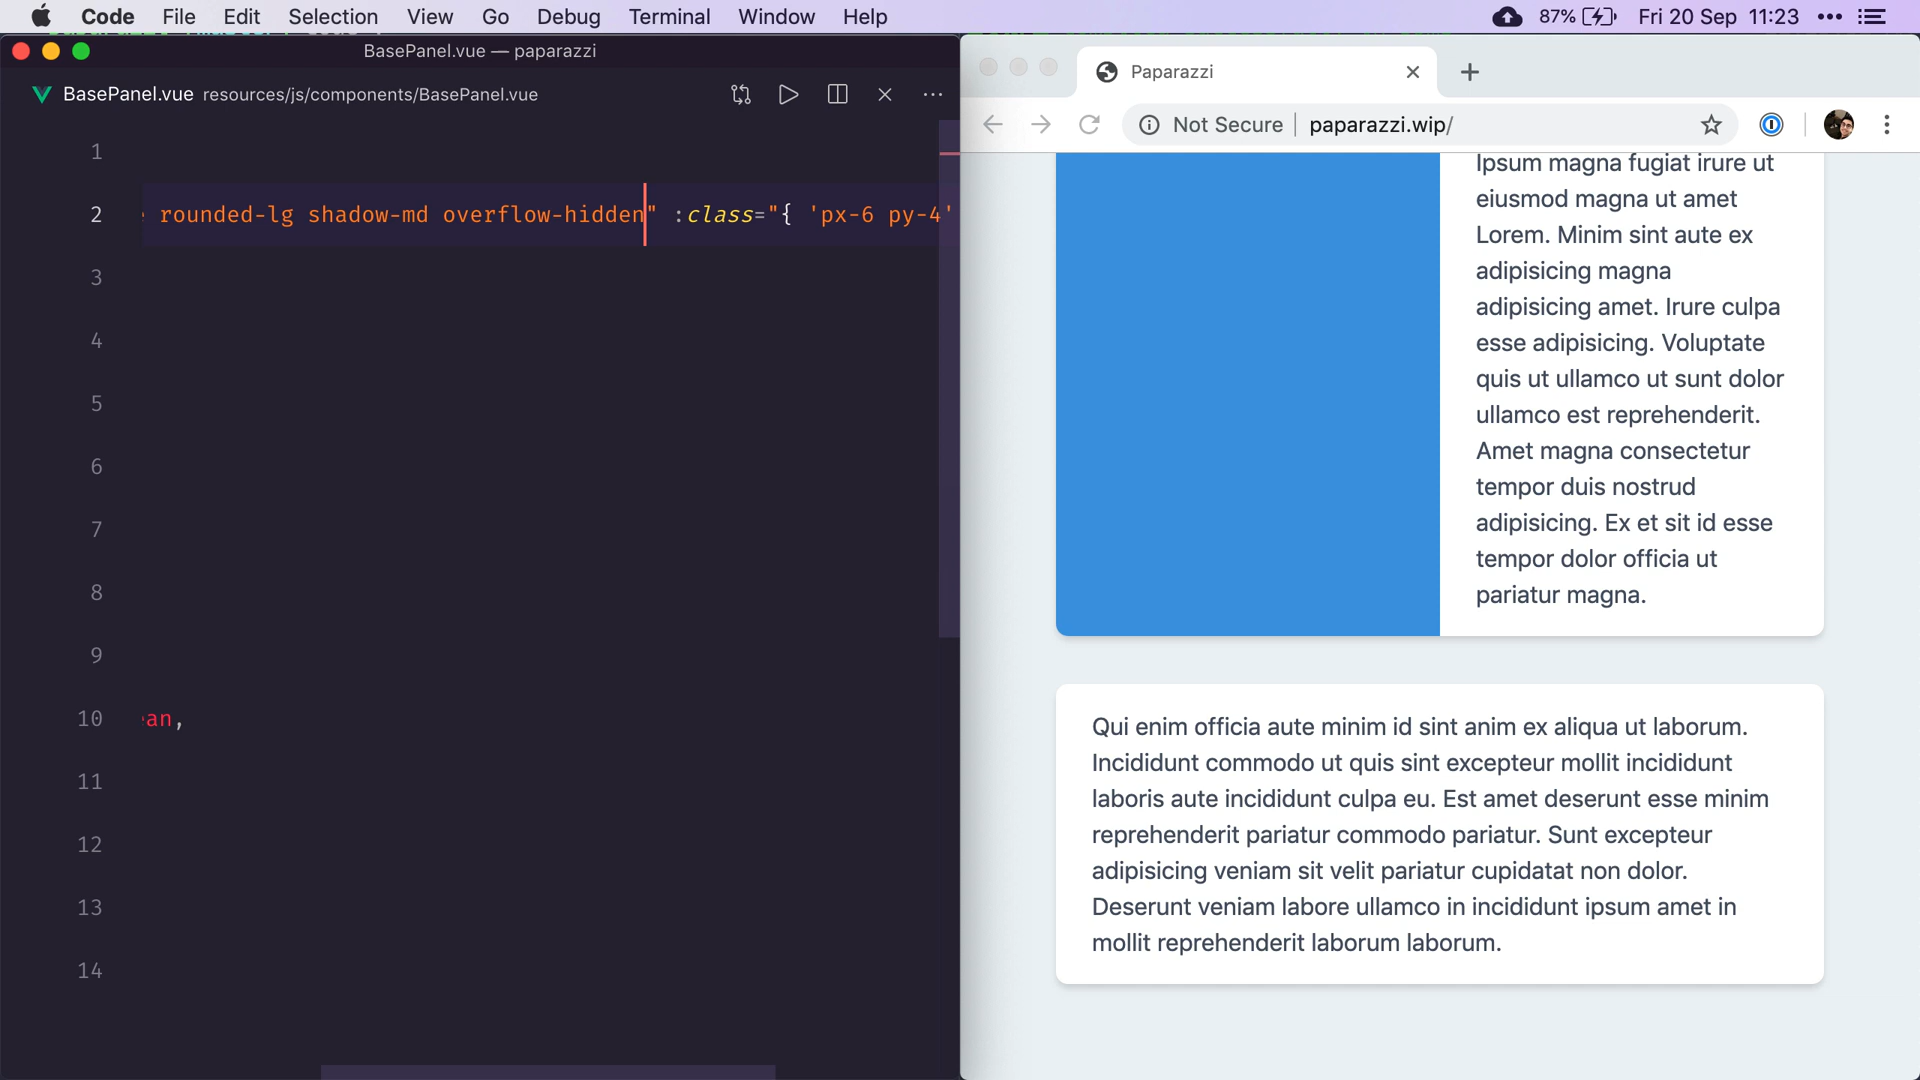 Code File Edit Selection View Go Debug Terminal Window Help 87% Fri 20 Sep 11:23
BasePanel.vue — paparazzi
BasePanel.vue resources/js/components/BasePanel.vue
1
2 rounded-lg shadow-md overflow-hidden" :class="{ 'px-6 py-4'
3
4
5
6
7
8
9
10 an,
11
12
13
14
Paparazzi
Not Secure paparazzi.wip/
Ipsum magna fugiat irure ut
eiusmod magna ut amet
Lorem. Minim sint aute ex
adipisicing magna
adipisicing amet. Irure culpa
esse adipisicing. Voluptate
quis ut ullamco ut sunt dolor
ullamco est reprehenderit.
Amet magna consectetur
tempor duis nostrud
adipisicing. Ex et sit id esse
tempor dolor officia ut
pariatur magna.
Qui enim officia aute minim id sint anim ex aliqua ut laborum.
Incididunt commodo ut quis sint excepteur mollit incididunt
laboris aute incididunt culpa eu. Est amet deserunt esse minim
reprehenderit pariatur commodo pariatur. Sunt excepteur
adipisicing veniam sit velit pariatur cupidatat non dolor.
Deserunt veniam labore ullamco in incididunt ipsum amet in
mollit reprehenderit laborum laborum.